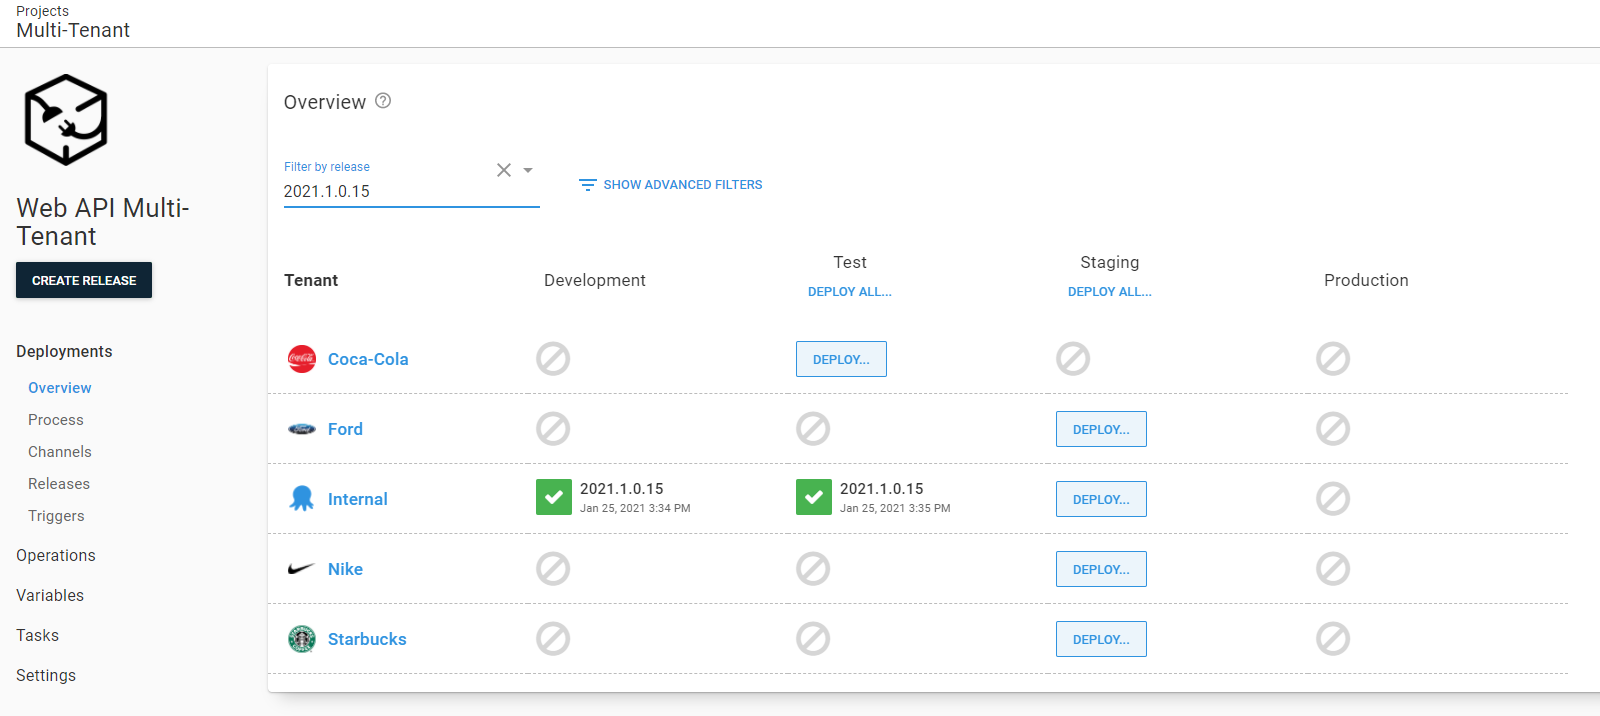 Projects
Multi-Tenant
Web API Multi-
Tenant
CREATE RELEASE
Deployments
Overview
Process
Channels
Releases
Triggers
Operations
Variables
Tasks
Settings
Overview ?
Filter by release
2021.1.0.15
SHOW ADVANCED FILTERS
Tenant Development Test Staging Production
DEPLOY ALL... DEPLOY ALL...
Coca-Cola DEPLOY...
Ford DEPLOY...
Internal 2021.1.0.15 2021.1.0.15 DEPLOY...
Jan 25, 2021 3:34 PM Jan 25, 2021 3:35 PM
Nike DEPLOY...
Starbucks DEPLOY...